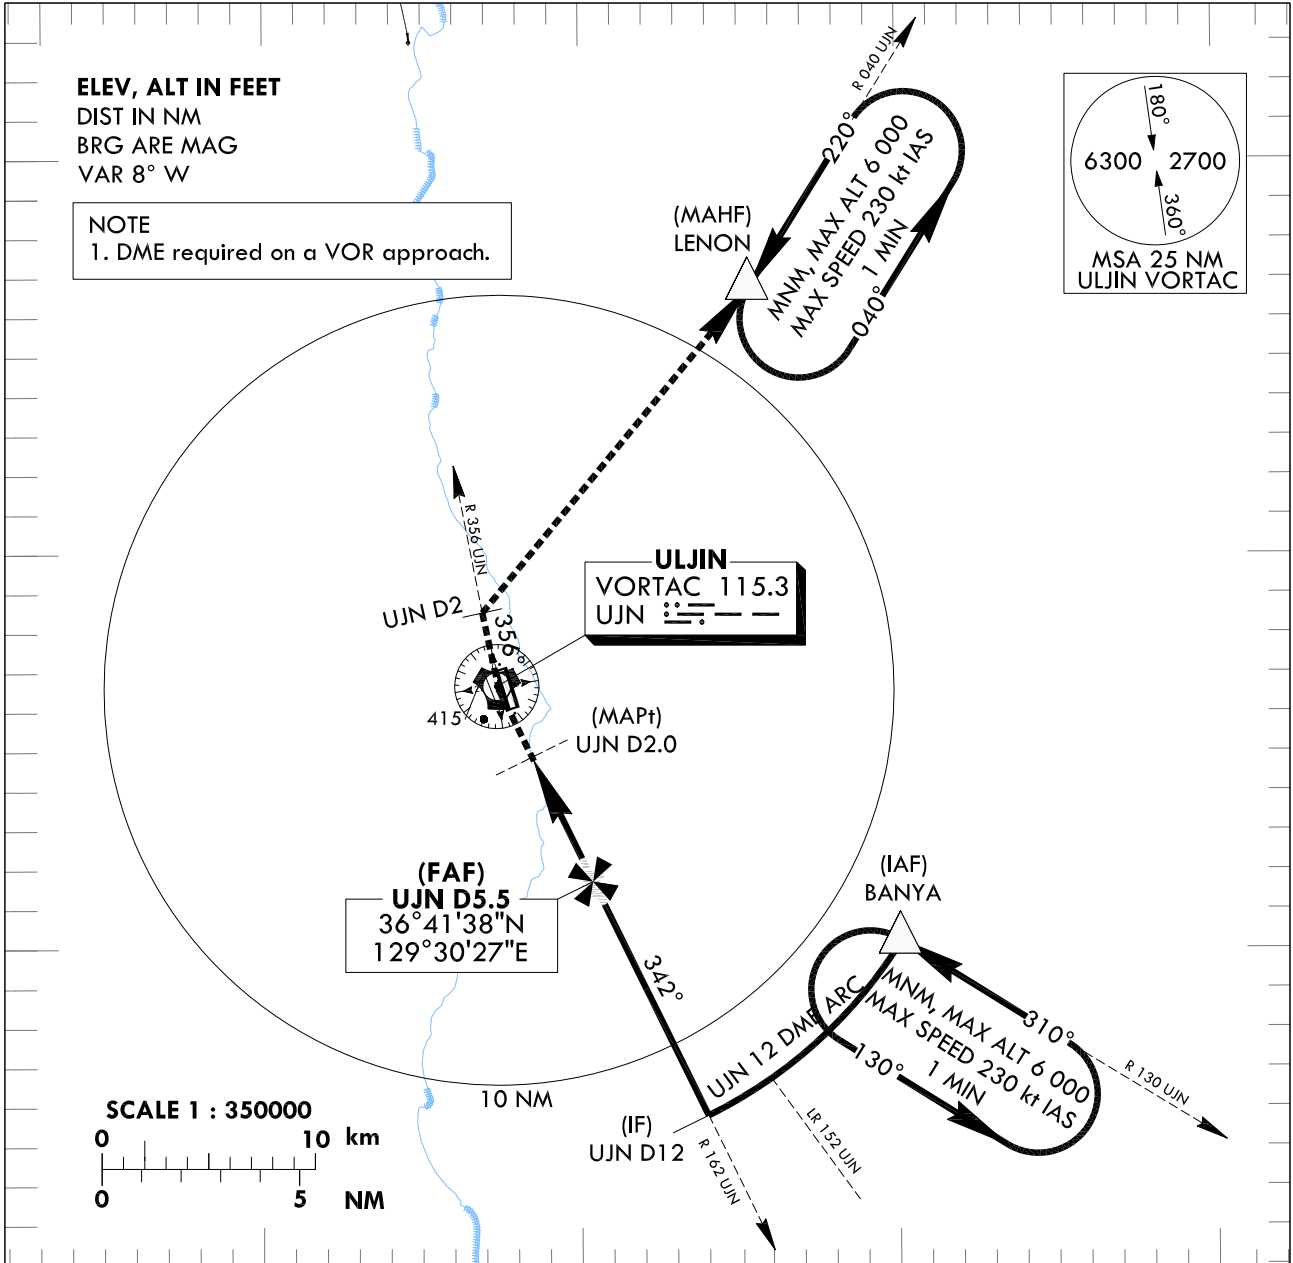 ELEV, ALT IN FEET
DIST IN NM
BRG ARE MAG
VAR 8° W
NOTE
1. DME required on a VOR approach.
R 040 UJN
220°
MNM, MAX ALT 6 000
MAX SPEED 230 kt IAS
1 MIN
040°
(MAHF)
LENON
180°
6300
2700
360°
MSA 25 NM
ULJIN VORTAC
R 356 UJN
UJN D2
356°
ULJIN
VORTAC 115.3
UJN
415
(MAPt)
UJN D2.0
(FAF)
UJN D5.5
36°41'38"N
129°30'27"E
342°
(IAF)
BANYA
UJN 12 DME ARC
MNM, MAX ALT 6 000
MAX SPEED 230 kt IAS
1 MIN
310°
130°
R 130 UJN
LR 152 UJN
R 162 UJN
(IF)
UJN D12
10 NM
SCALE 1 : 350000
0 10 km
0 5 NM